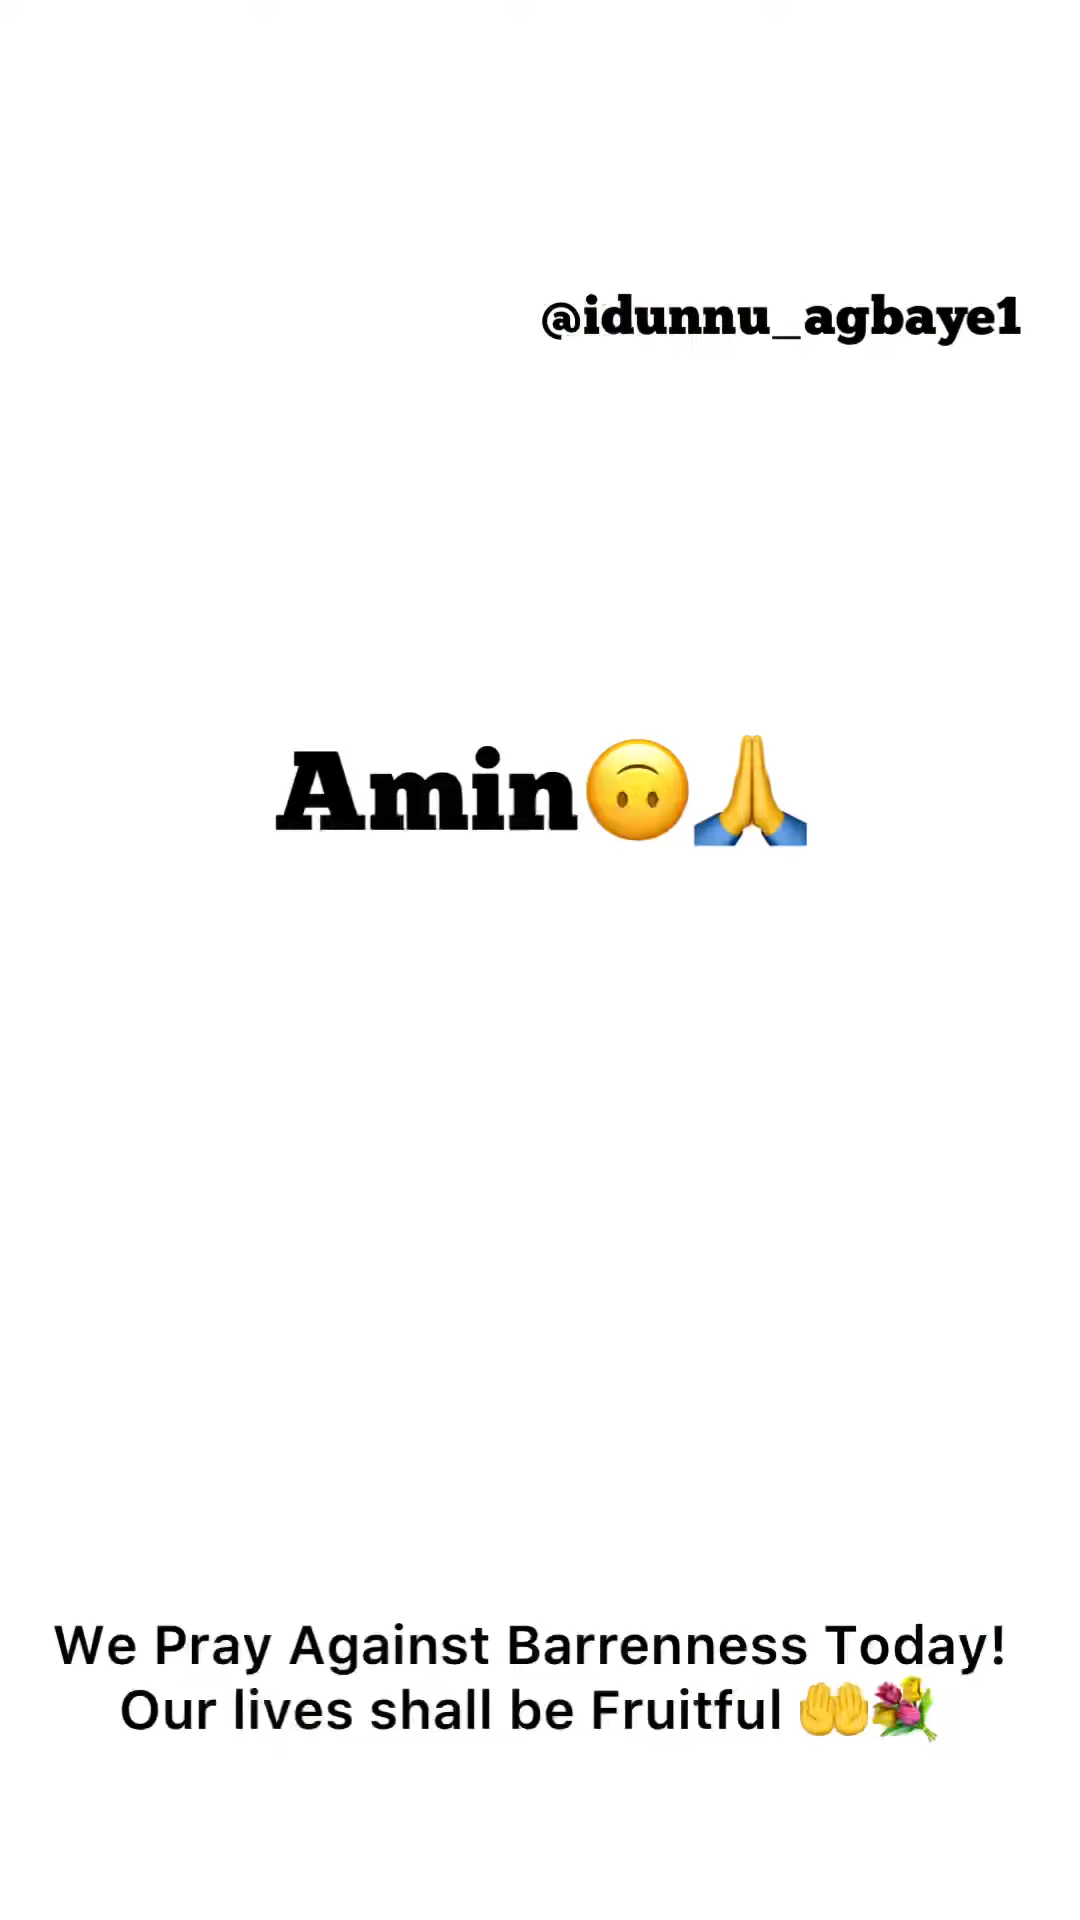 @idunnu_agbaye1
Amin🙃🙏
We Pray Against Barrenness Today!
Our lives shall be Fruitful 🤲💐